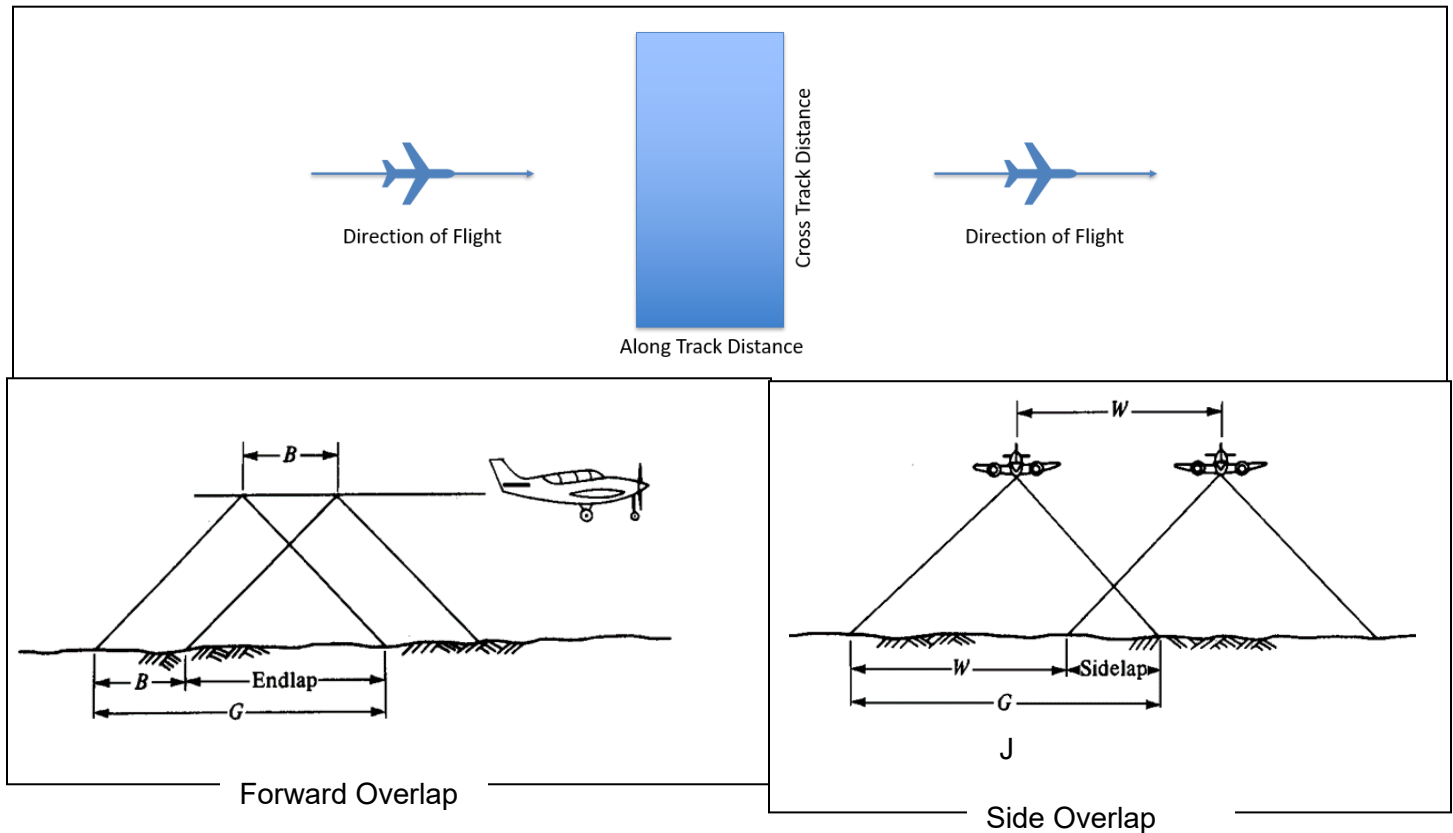 Direction of Flight
Cross Track Distance
Direction of Flight
Along Track Distance
B
B
Endlap
G
Forward Overlap
W
W
Sidelap
G
J
Side Overlap